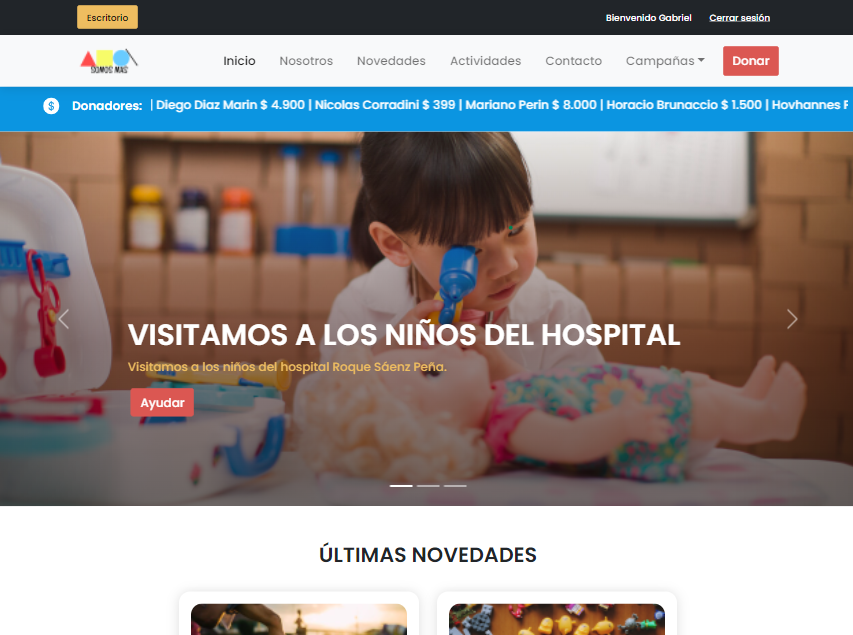 Escritorio
Bienvenido Gabriel
Cerrar sesión
SOMOS MAS
Inicio
Nosotros
Novedades
Actividades
Contacto
Campañas
Donar
$
Donadores:
| Diego Diaz Marin $ 4.900 | Nicolas Corradini $ 399 | Mariano Perin $ 8.000 | Horacio Brunaccio $ 1.500 | Hovhannes
VISITAMOS A LOS NIÑOS DEL HOSPITAL
Visitamos a los niños del hospital Roque Sáenz Peña.
Ayudar
ÚLTIMAS NOVEDADES